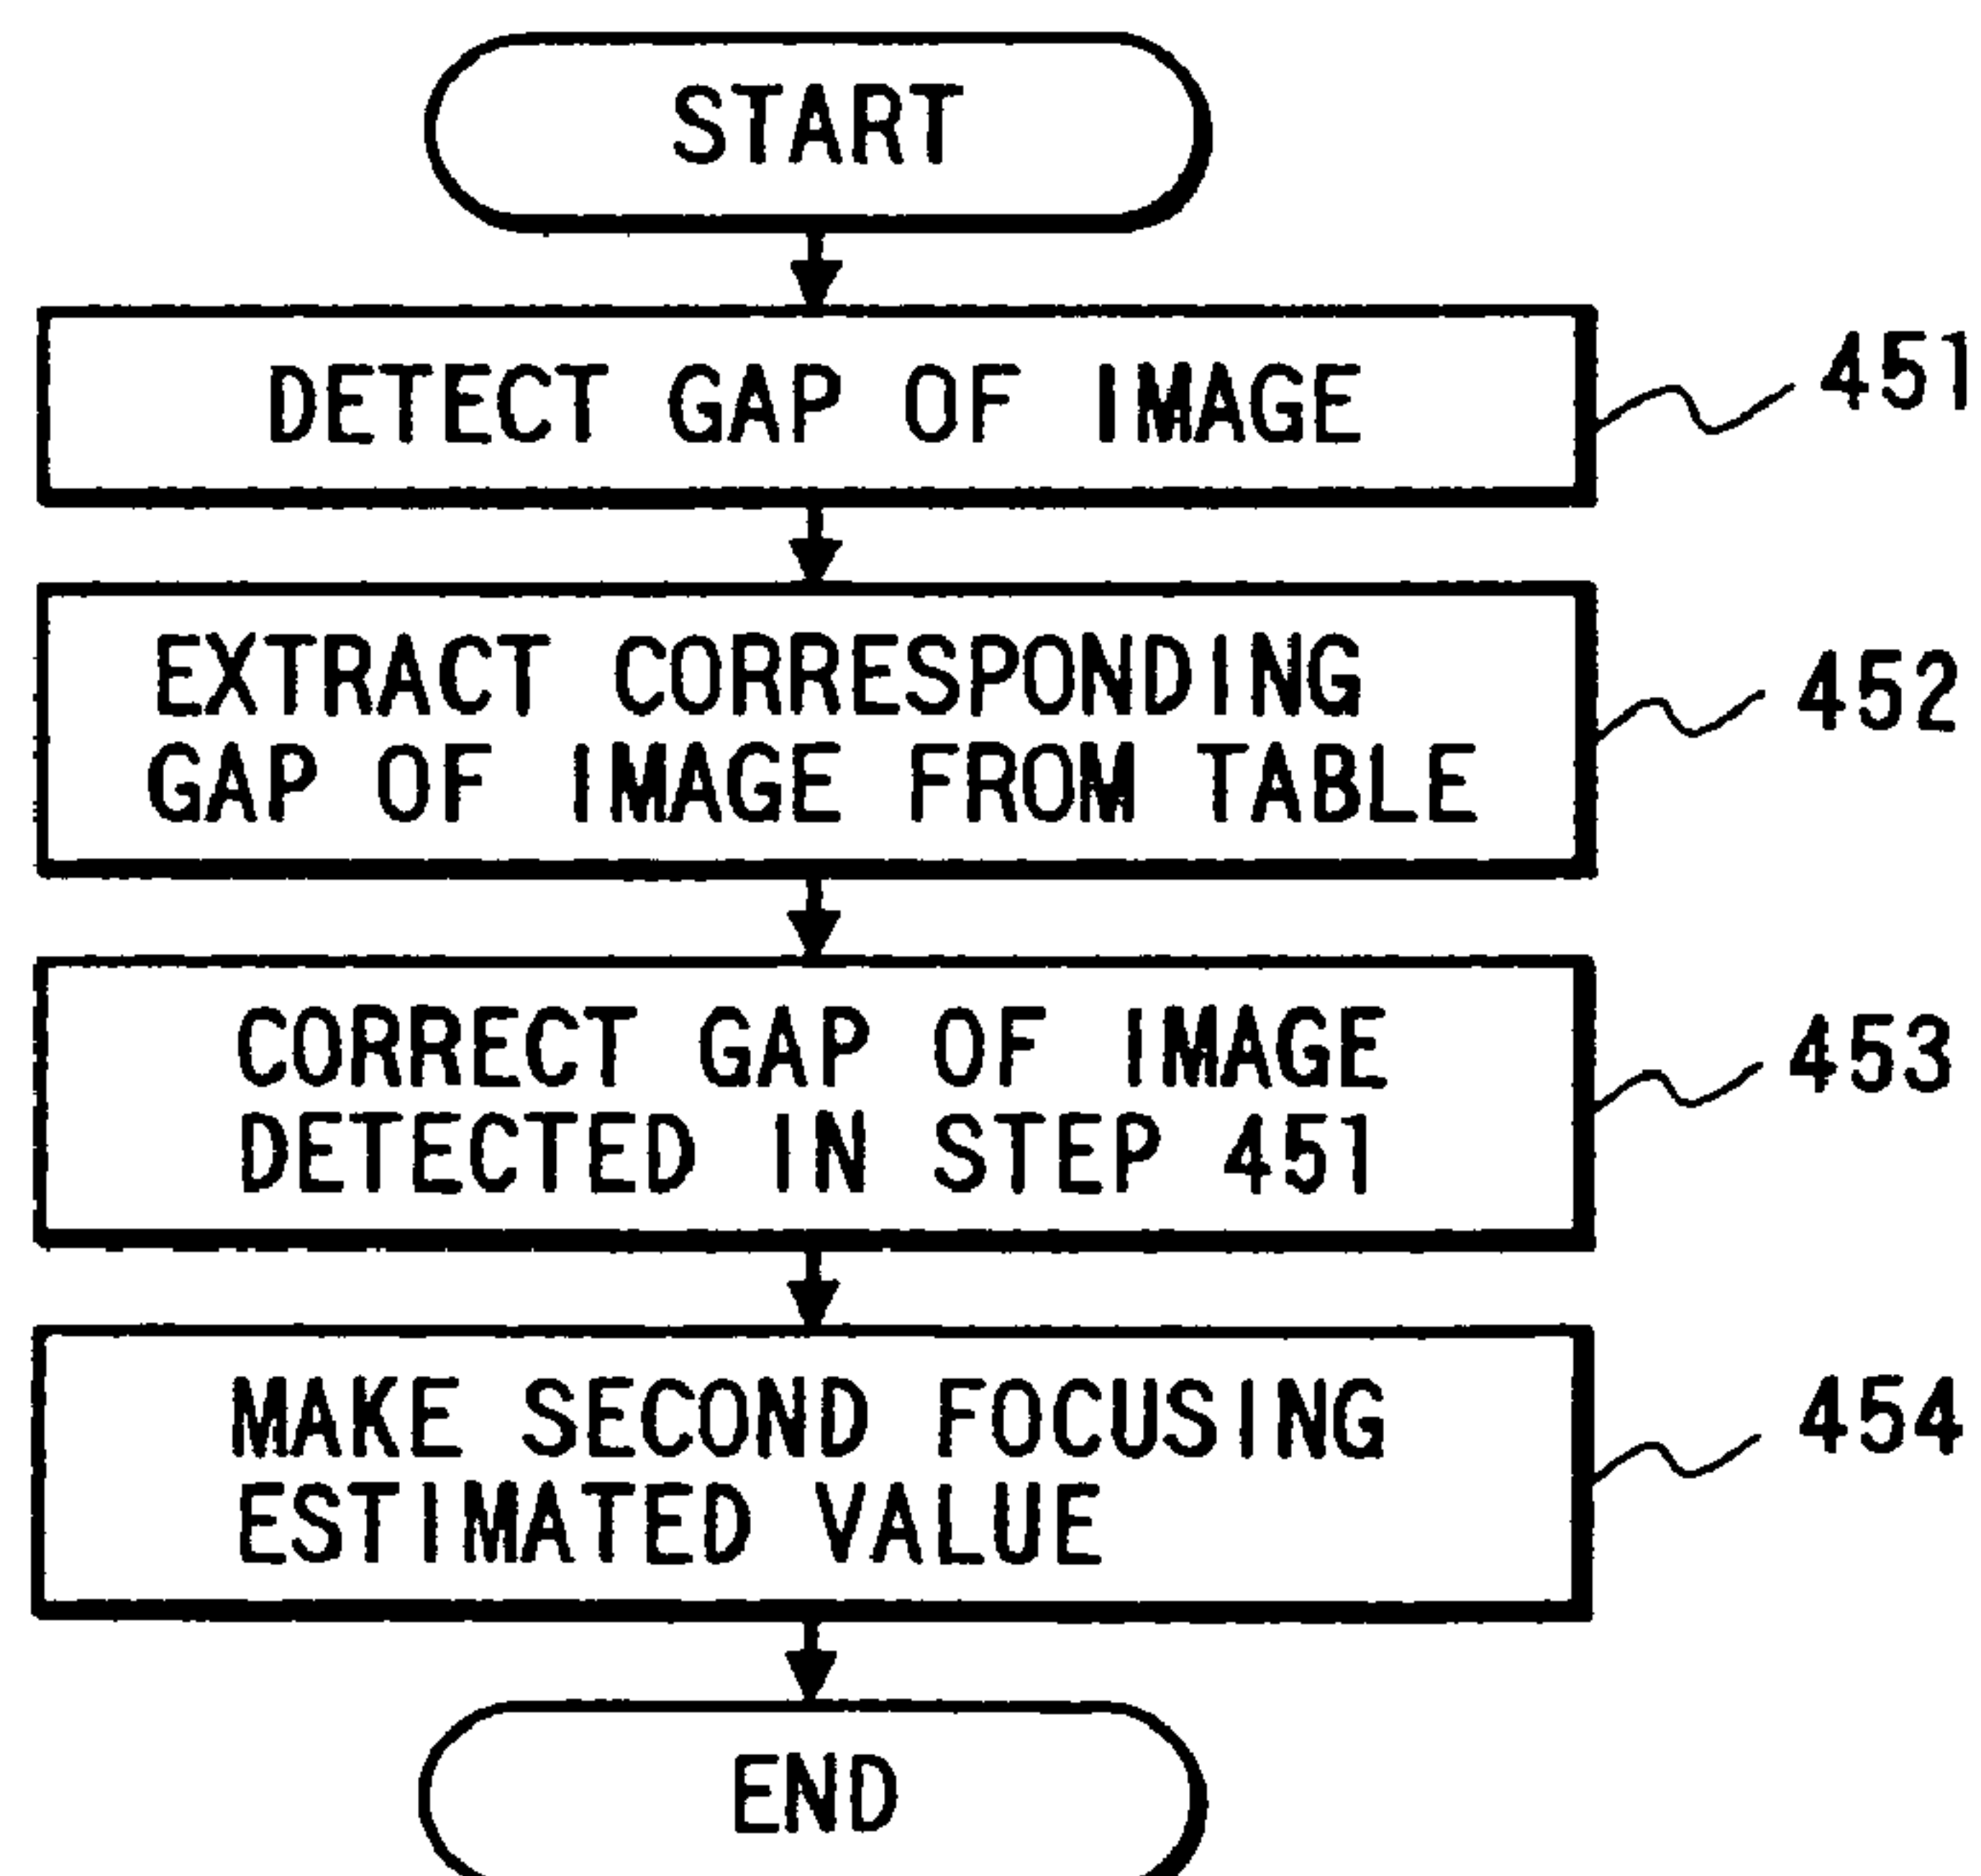 START
DETECT GAP OF IMAGE
451
EXTRACT CORRESPONDING
GAP OF IMAGE FROM TABLE
452
CORRECT GAP OF IMAGE
DETECTED IN STEP 451
453
MAKE SECOND FOCUSING
ESTIMATED VALUE
454
END